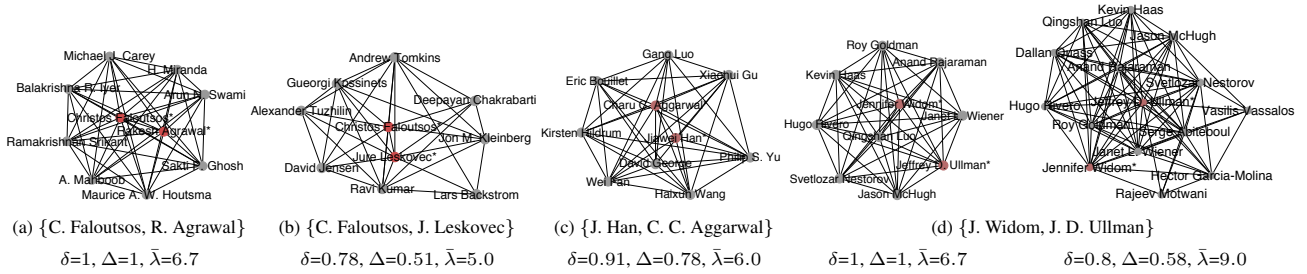 Michael J. Carey
H. Miranda
Balakrishna R. Iyer
Arun N. Swami
Christos Faloutsos*
Rakesh Agrawal*
Ramakrishnan Srikant
Sakti P. Ghosh
A. Mahboob
Maurice A. W. Houtsma
Andrew Tomkins
Gueorgi Kossinets
Deepayan Chakrabarti
Alexander Tuzhilin
Christos Faloutsos*
Jon M. Kleinberg
Jure Leskovec*
David Jensen
Ravi Kumar
Lars Backstrom
Gang Luo
Xiaohui Gu
Eric Bouillet
Charu C. Aggarwal*
Kirsten Hildrum
Jiawei Han*
David George
Philip S. Yu
Wei Fan
Haixun Wang
Roy Goldman
Anand Rajaraman
Kevin Haas
Jennifer Widom*
Janet L. Wiener
Hugo Rivero
Qingshan Luo
Jeffrey D. Ullman*
Svetlozar Nestorov
Jason McHugh
Kevin Haas
Qingshan Luo
Jason McHugh
Dallan Quass
Anand Rajaraman
Svetlozar Nestorov
Hugo Rivero
Jeffrey D. Ullman*
Vasilis Vassalos
Roy Goldman
Serge Abiteboul
Janet L. Wiener
Jennifer Widom*
Hector Garcia-Molina
Rajeev Motwani
(a) {C. Faloutsos, R. Agrawal}
(b) {C. Faloutsos, J. Leskovec}
(c) {J. Han, C. C. Aggarwal}
(d) {J. Widom, J. D. Ullman}
δ=1, Δ=1, λ̄=6.7
δ=0.78, Δ=0.51, λ̄=5.0
δ=0.91, Δ=0.78, λ̄=6.0
δ=1, Δ=1, λ̄=6.7
δ=0.8, Δ=0.58, λ̄=9.0